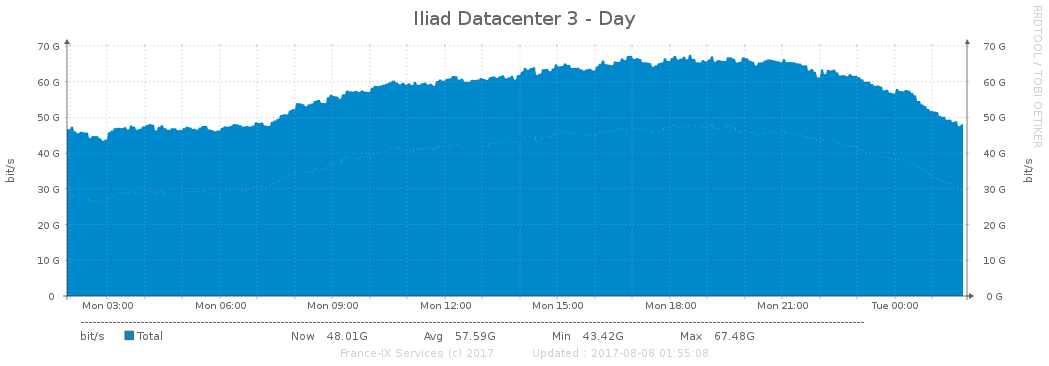 Iliad Datacenter 3 - Day
RRDTOOL / TOBI OETIKER
70 G 70 G
60 G 60 G
50 G 50 G
40 G 40 G
30 G 30 G
20 G 20 G
10 G 10 G
0 0 G
bit/s bit/s
Mon 03:00 Mon 06:00 Mon 09:00 Mon 12:00 Mon 15:00 Mon 18:00 Mon 21:00 Tue 00:00
bit/s Total Now 48.01G Avg 57.59G Min 43.42G Max 67.48G
France-IX Services (c) 2017 Updated : 2017-08-08 01:55:08